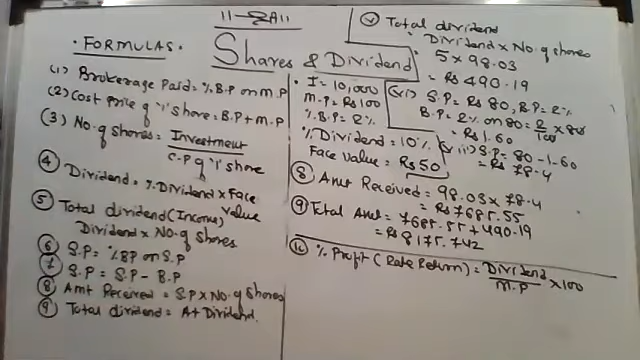 FORMULAS.
Shares & Dividend
(1) Brokerage Paid = % B.P on M.P
(2) Cost Price of '1' share = B.P + M.P
(3) No. of shares = Investment
C.P of '1' share
(4) Dividend = % Dividend x Face
value
(5) Total dividend (Income)
Dividend x No. of shares
(6) S.P = % BP on S.P
(7) S.P = S.P - B.P
(8) Amt Received = S.P x No. of shares
(9) Total dividend = A + Dividend.
I = 10,000
M.P = Rs 100
% B.P = 2%
% Dividend = 10%
Face value = Rs 50
(v) Total dividend
= Dividend x No. of shares
5 x 98.03
= Rs 490.19
(vi) S.P = Rs 80, B.P = 2%
B.P = 2% on 80 = 2 x 80
100
= Rs 1.60
(vii) S.P = 80 - 1.60
= Rs 78.4
(8) Amt Received = 98.03 x 78.4
= Rs 7685.55
(9) Total Amt = 7685.55 + 490.19
= Rs 8175.742
% Profit (Rate Return) = Dividend x 100
M.P